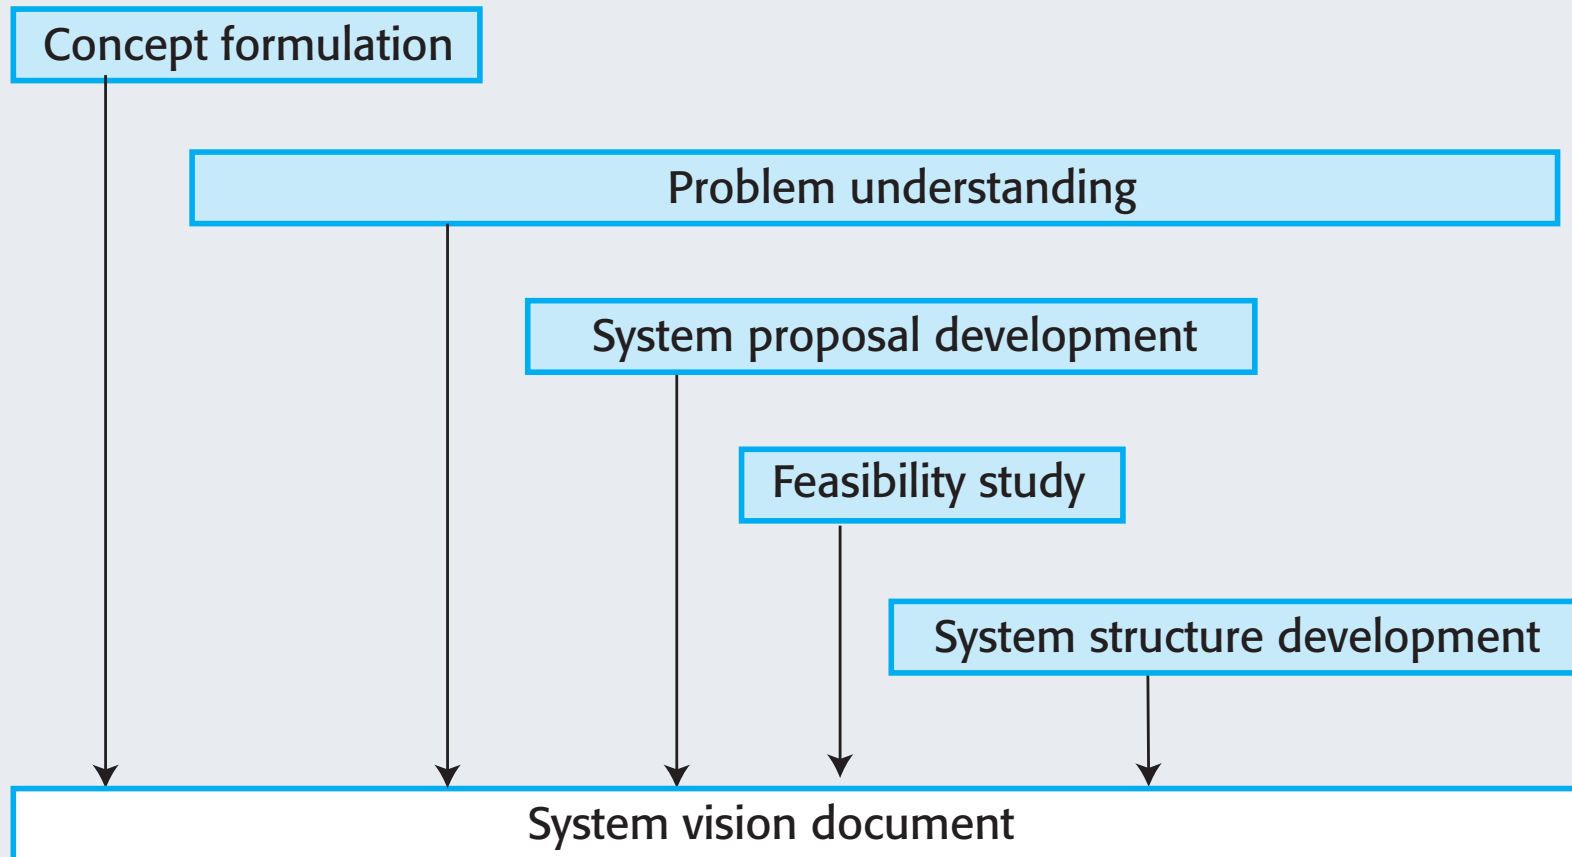 Concept formulation
Problem understanding
System proposal development
Feasibility study
System structure development
System vision document